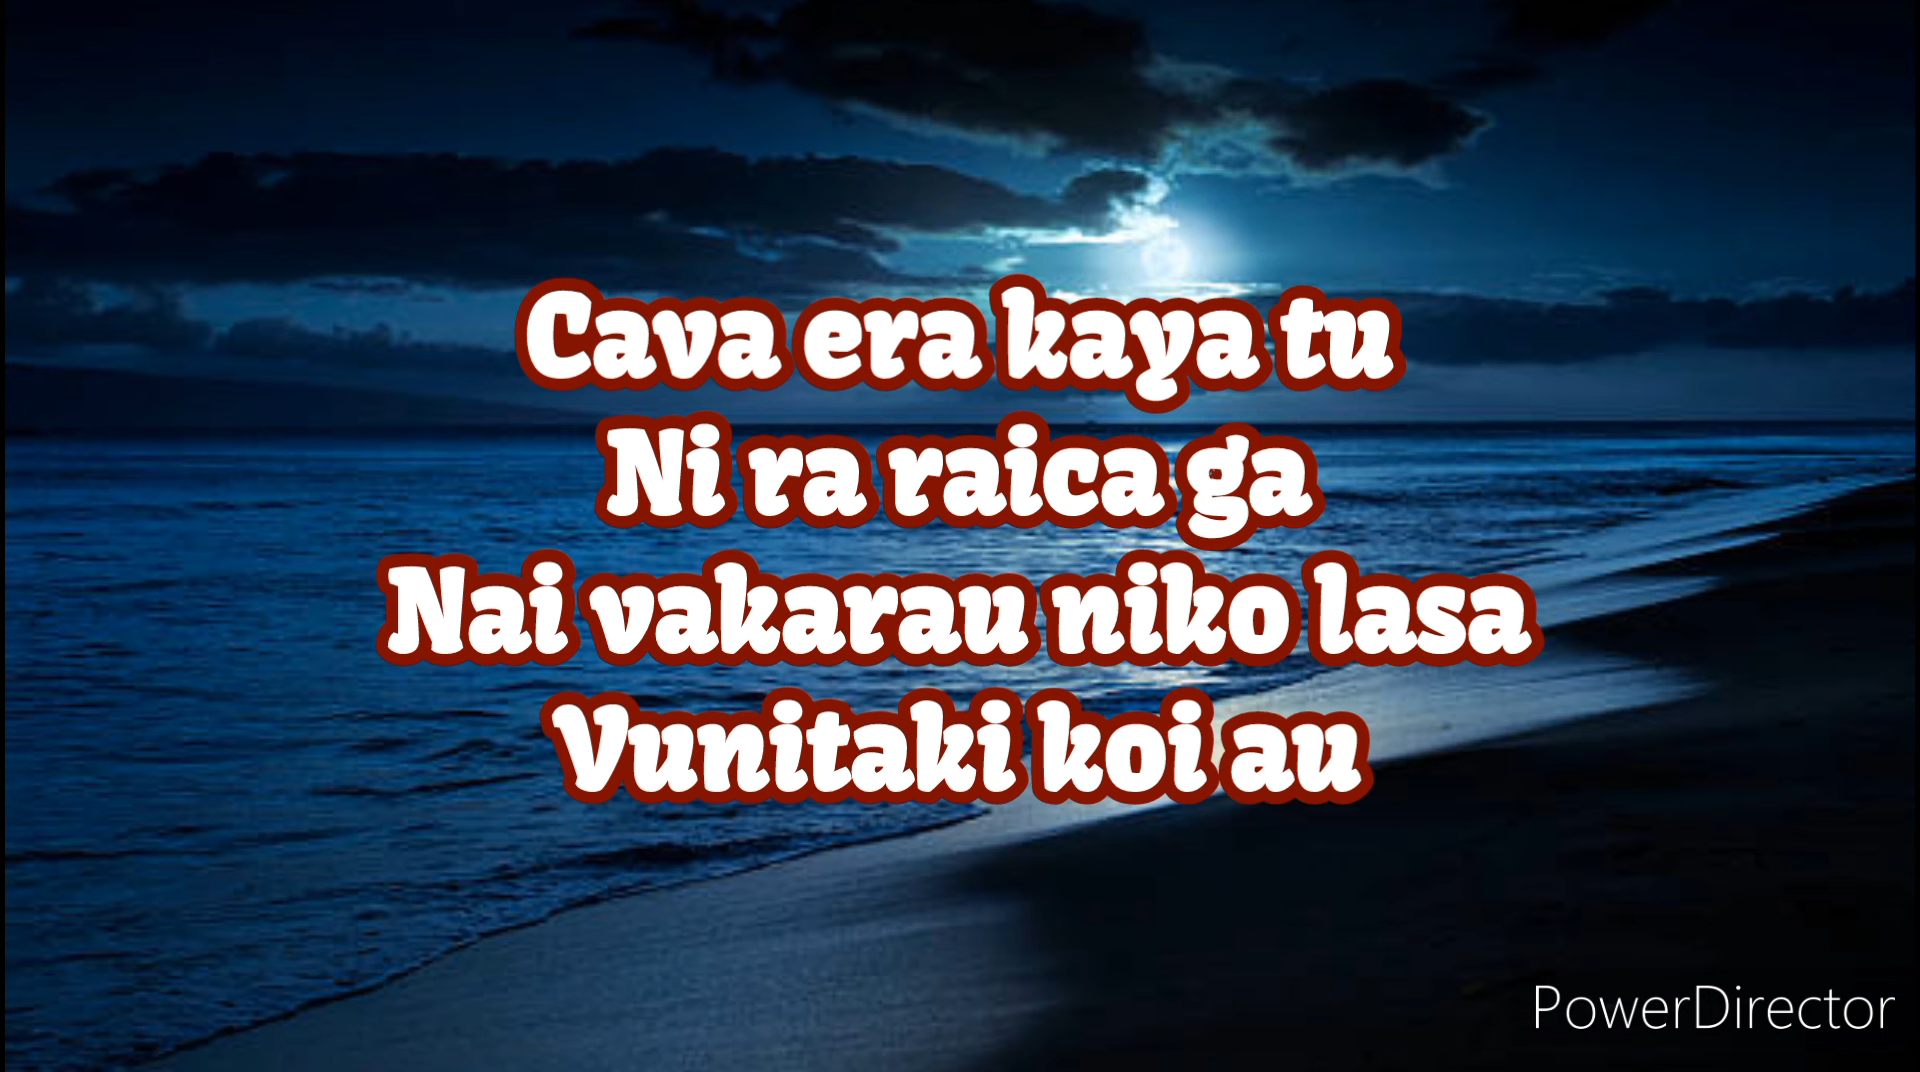 Cava era kaya tu
Ni ra raica ga
Nai vakarau niko lasa
Vunitaki koi au
PowerDirector